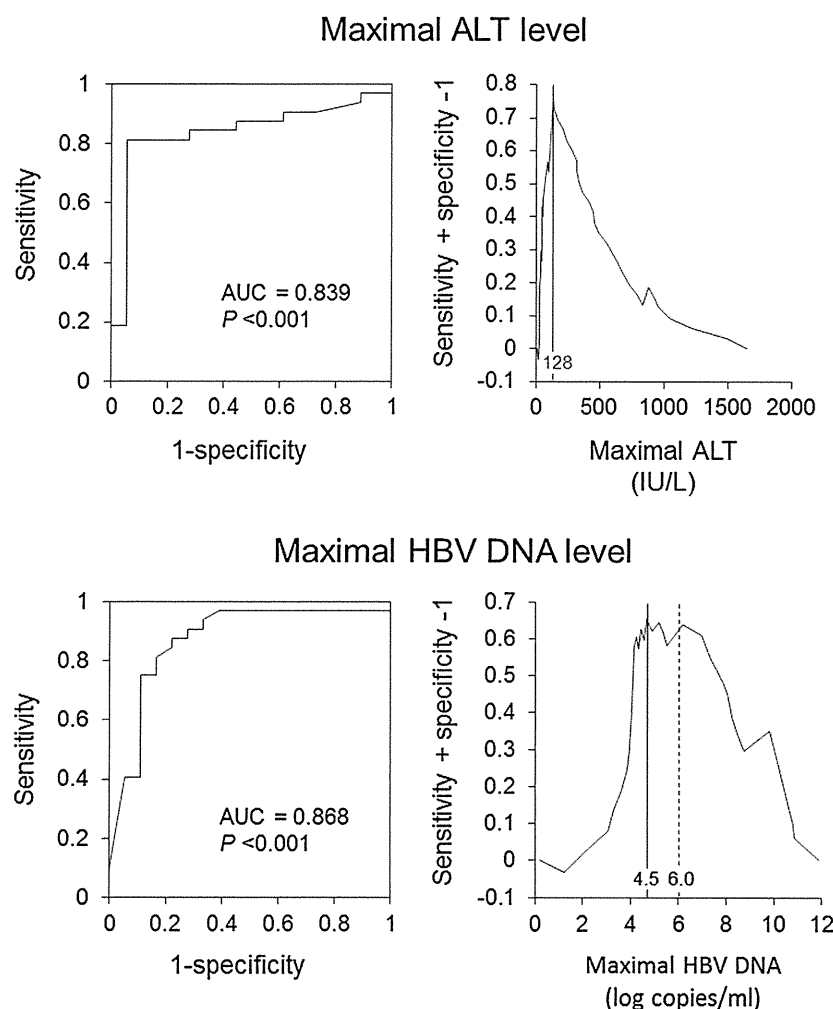 Maximal ALT level
1
0.8
0.6
0.4
0.2
0
Sensitivity
AUC = 0.839
P <0.001
0 0.2 0.4 0.6 0.8 1
1-specificity
0.8
0.7
0.6
0.5
0.4
0.3
0.2
0.1
0
-0.1
Sensitivity + specificity -1
128
0 500 1000 1500 2000
Maximal ALT
(IU/L)
Maximal HBV DNA level
1
0.8
0.6
0.4
0.2
0
Sensitivity
AUC = 0.868
P <0.001
0 0.2 0.4 0.6 0.8 1
1-specificity
0.7
0.6
0.5
0.4
0.3
0.2
0.1
0
-0.1
Sensitivity + specificity -1
4.5 6.0
0 2 4 6 8 10 12
Maximal HBV DNA
(log copies/ml)